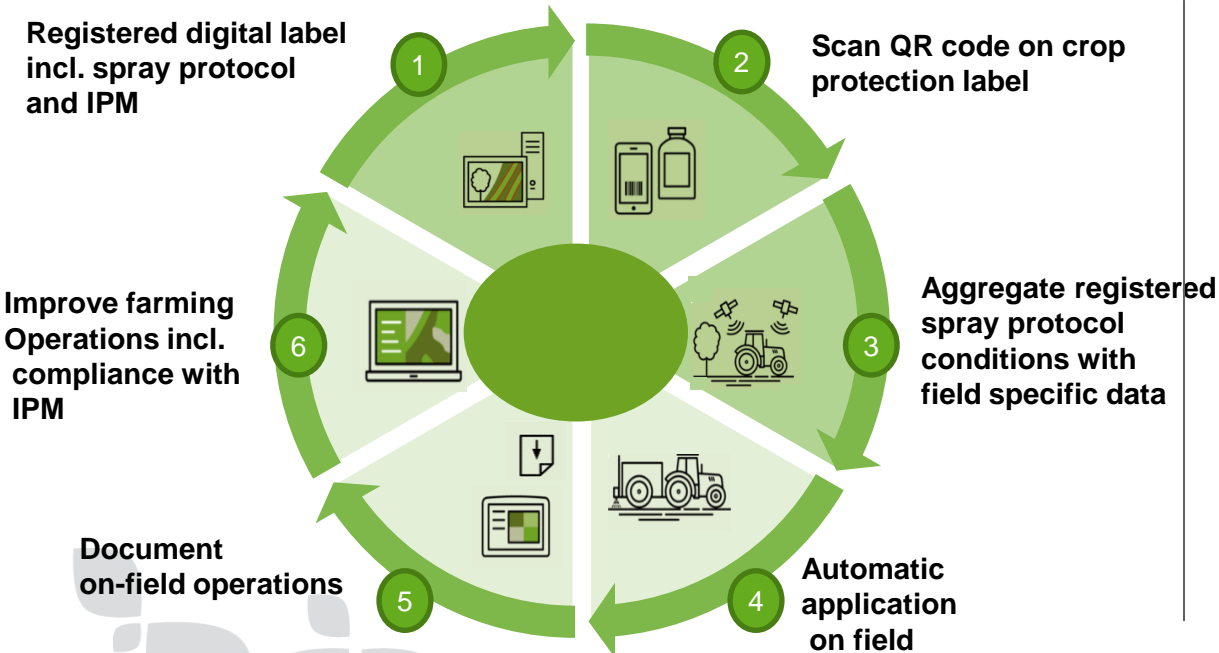 Registered digital label
incl. spray protocol
and IPM
1
2
Scan QR code on crop
protection label
Aggregate registered
spray protocol
conditions with
field specific data
3
Automatic
application
on field
4
Document
on-field operations
5
Improve farming
Operations incl.
compliance with
IPM
6